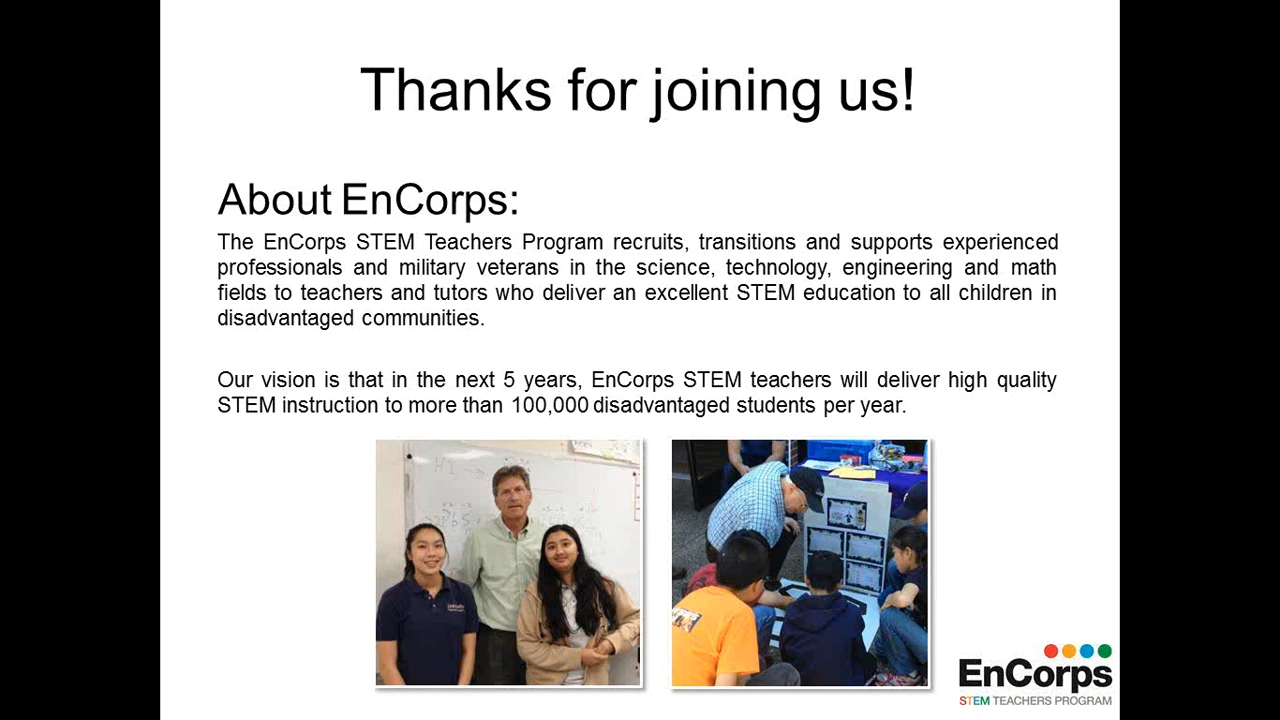 Thanks for joining us!
About EnCorps:
The EnCorps STEM Teachers Program recruits, transitions and supports experienced
professionals and military veterans in the science, technology, engineering and math
fields to teachers and tutors who deliver an excellent STEM education to all children in
disadvantaged communities.
Our vision is that in the next 5 years, EnCorps STEM teachers will deliver high quality
STEM instruction to more than 100,000 disadvantaged students per year.
EnCorps
STEM TEACHERS PROGRAM